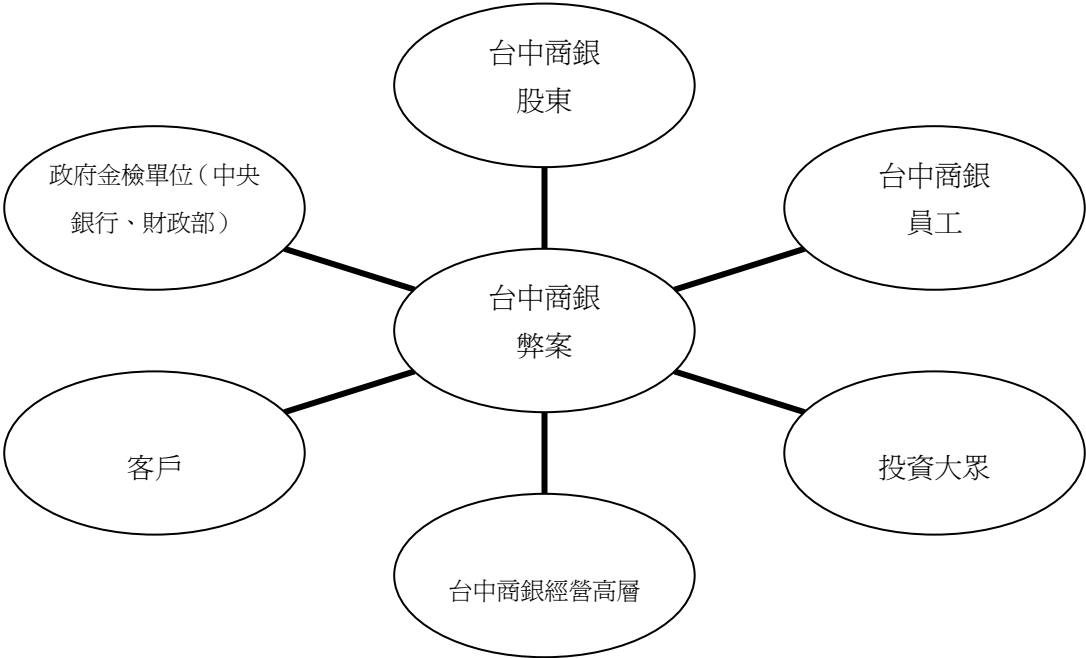 台中商銀
股東
政府金檢單位（中央
銀行、財政部）
台中商銀
員工
台中商銀
弊案
客戶
投資大眾
台中商銀經營高層